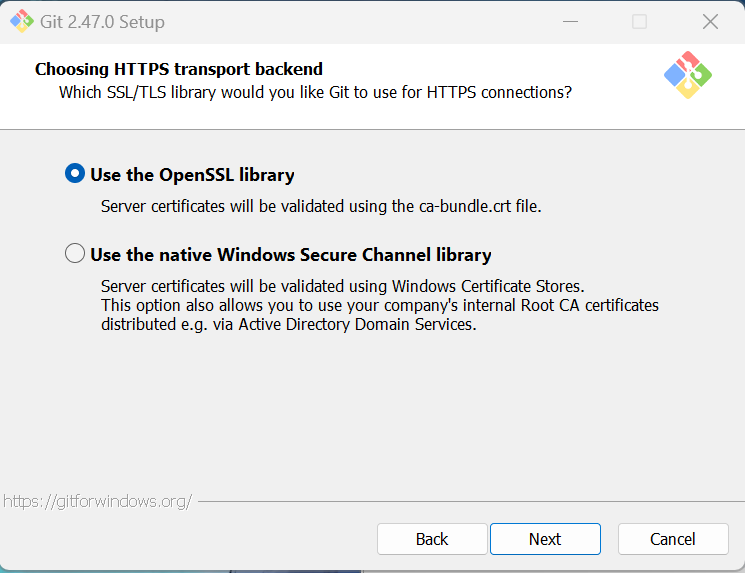 Git 2.47.0 Setup
Choosing HTTPS transport backend
Which SSL/TLS library would you like Git to use for HTTPS connections?
Use the OpenSSL library
Server certificates will be validated using the ca-bundle.crt file.
Use the native Windows Secure Channel library
Server certificates will be validated using Windows Certificate Stores.
This option also allows you to use your company's internal Root CA certificates
distributed e.g. via Active Directory Domain Services.
https://gitforwindows.org/
Back Next Cancel